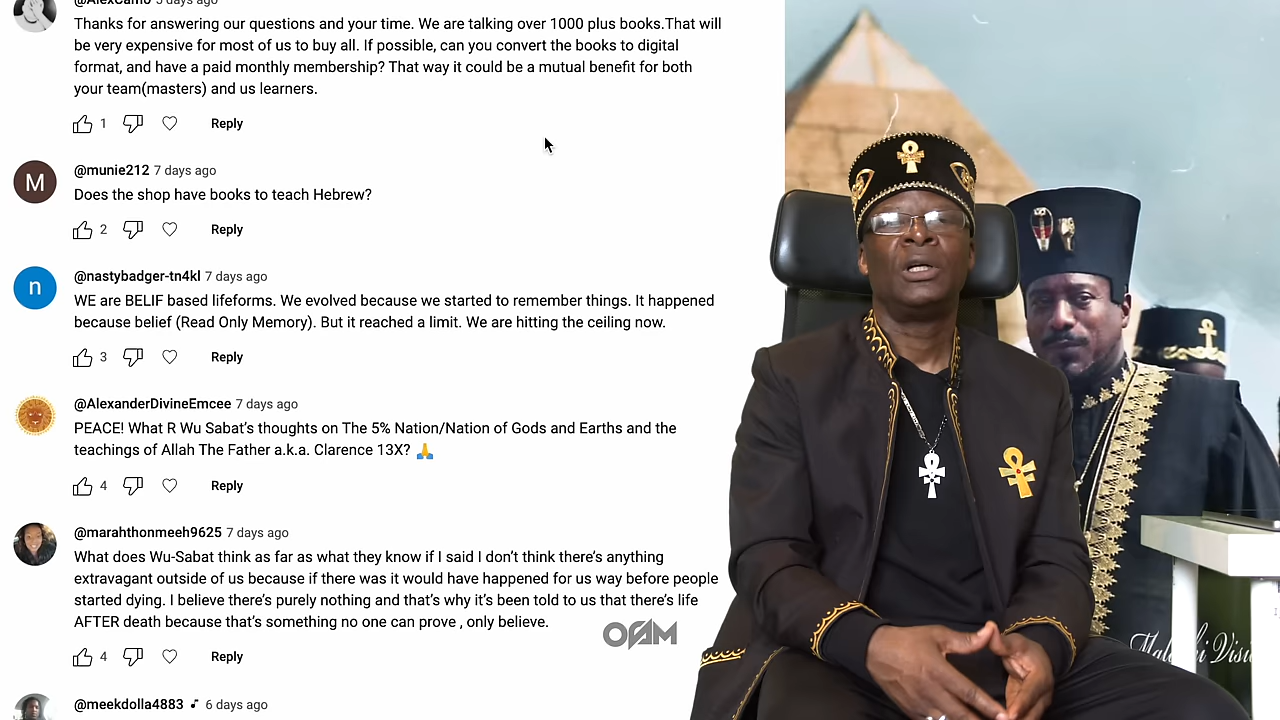 Thanks for answering our questions and your time. We are talking over 1000 plus books.That will
be very expensive for most of us to buy all. If possible, can you convert the books to digital
format, and have a paid monthly membership? That way it could be a mutual benefit for both
your team(masters) and us learners.
1 Reply
M
@munie212 7 days ago
Does the shop have books to teach Hebrew?
2 Reply
n
@nastybadger-tn4kl 7 days ago
WE are BELIF based lifeforms. We evolved because we started to remember things. It happened
because belief (Read Only Memory). But it reached a limit. We are hitting the ceiling now.
3 Reply
@AlexanderDivineEmcee 7 days ago
PEACE! What R Wu Sabat’s thoughts on The 5% Nation/Nation of Gods and Earths and the
teachings of Allah The Father a.k.a. Clarence 13X? 🙏
4 Reply
@marahthonmeeh9625 7 days ago
What does Wu-Sabat think as far as what they know if I said I don’t think there’s anything
extravagant outside of us because if there was it would have happened for us way before people
started dying. I believe there’s purely nothing and that’s why it’s been told to us that there’s life
AFTER death because that’s something no one can prove , only believe.
4 Reply
@meekdolla4883 6 days ago